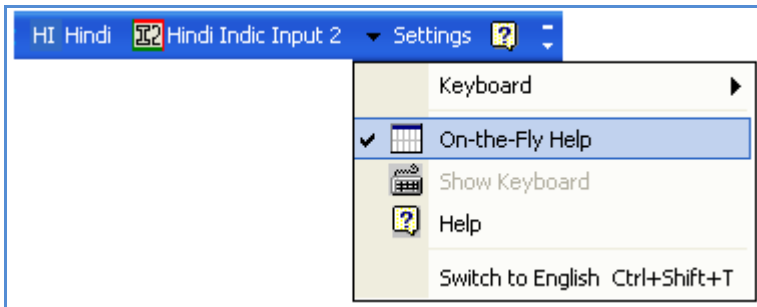 HI Hindi I2 Hindi Indic Input 2 Settings ?
Keyboard
On-the-Fly Help
Show Keyboard
? Help
Switch to English Ctrl+Shift+T